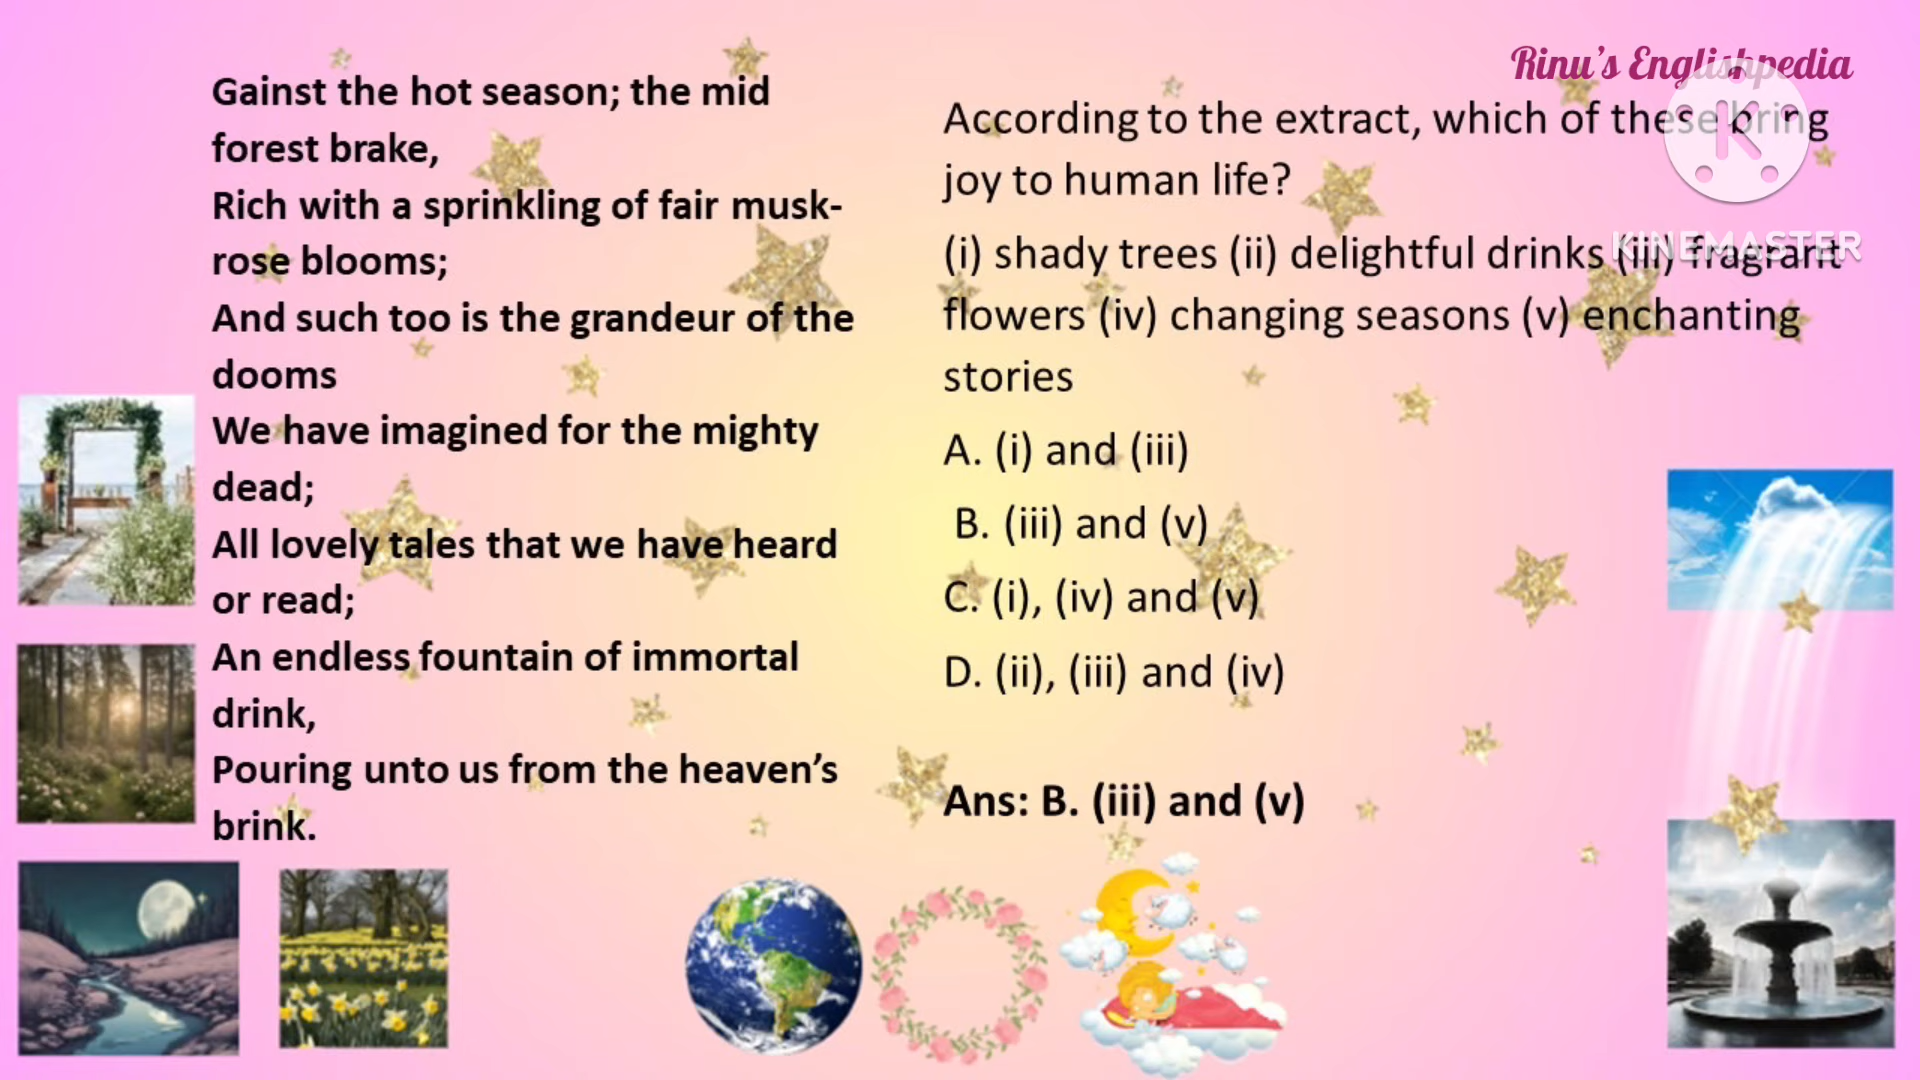 Rinu's Englishpedia
KINEMASTER
Gainst the hot season; the mid
forest brake,
Rich with a sprinkling of fair musk-
rose blooms;
And such too is the grandeur of the
dooms
We have imagined for the mighty
dead;
All lovely tales that we have heard
or read;
An endless fountain of immortal
drink,
Pouring unto us from the heaven's
brink.
According to the extract, which of these bring
joy to human life?
(i) shady trees (ii) delightful drinks (iii) fragrant
flowers (iv) changing seasons (v) enchanting
stories
A. (i) and (iii)
B. (iii) and (v)
C. (i), (iv) and (v)
D. (ii), (iii) and (iv)
Ans: B. (iii) and (v)